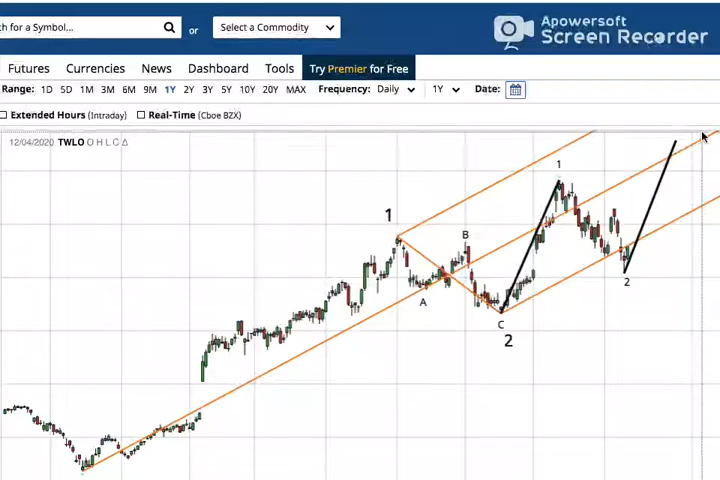 Apowersoft
Screen Recorder
ch for a Symbol...
or
Select a Commodity
Futures Currencies News Dashboard Tools Try Premier for Free
Range: 1D 5D 1M 3M 6M 9M 1Y 2Y 3Y 5Y 10Y 20Y MAX Frequency: Daily 1Y Date:
Extended Hours (Intraday) Real-Time (Cboe BZX)
12/04/2020 TWLO O H L C Δ
1
1
B
A
C
2
2